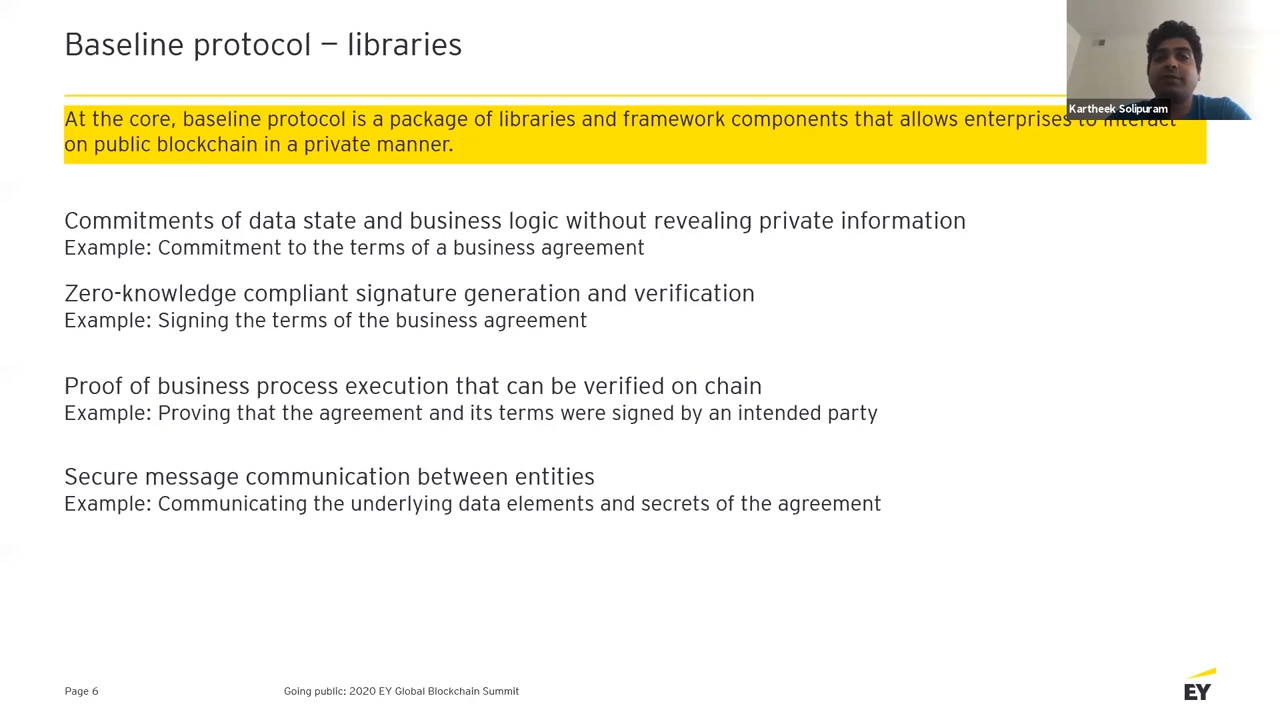 Baseline protocol – libraries
Kartheek Solipuram
At the core, baseline protocol is a package of libraries and framework components that allows enterprises to interact
on public blockchain in a private manner.
Commitments of data state and business logic without revealing private information
Example: Commitment to the terms of a business agreement
Zero-knowledge compliant signature generation and verification
Example: Signing the terms of the business agreement
Proof of business process execution that can be verified on chain
Example: Proving that the agreement and its terms were signed by an intended party
Secure message communication between entities
Example: Communicating the underlying data elements and secrets of the agreement
Page 6
Going public: 2020 EY Global Blockchain Summit
EY